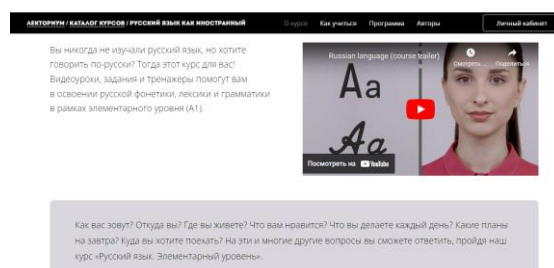 ЛЕКТОРИУМ / КАТАЛОГ КУРСОВ / РУССКИЙ ЯЗЫК КАК ИНОСТРАННЫЙ
О курсе Как учиться Программа Авторы Личный кабинет
Вы никогда не изучали русский язык, но хотите
говорить по-русски? Тогда этот курс для вас!
Видеоуроки, задания и тренажеры помогут вам
в освоении русской фонетики, лексики и грамматики
в рамках элементарного уровня (А1).
Russian language (course trailer)
Смотреть ... Поделиться
Аа
Аа
Посмотреть на YouTube
Как вас зовут? Откуда вы? Где вы живете? Что вам нравится? Что вы делаете каждый день? Какие планы
на завтра? Куда вы хотите поехать? На эти и многие другие вопросы вы сможете ответить, пройдя наш
курс «Русский язык. Элементарный уровень».